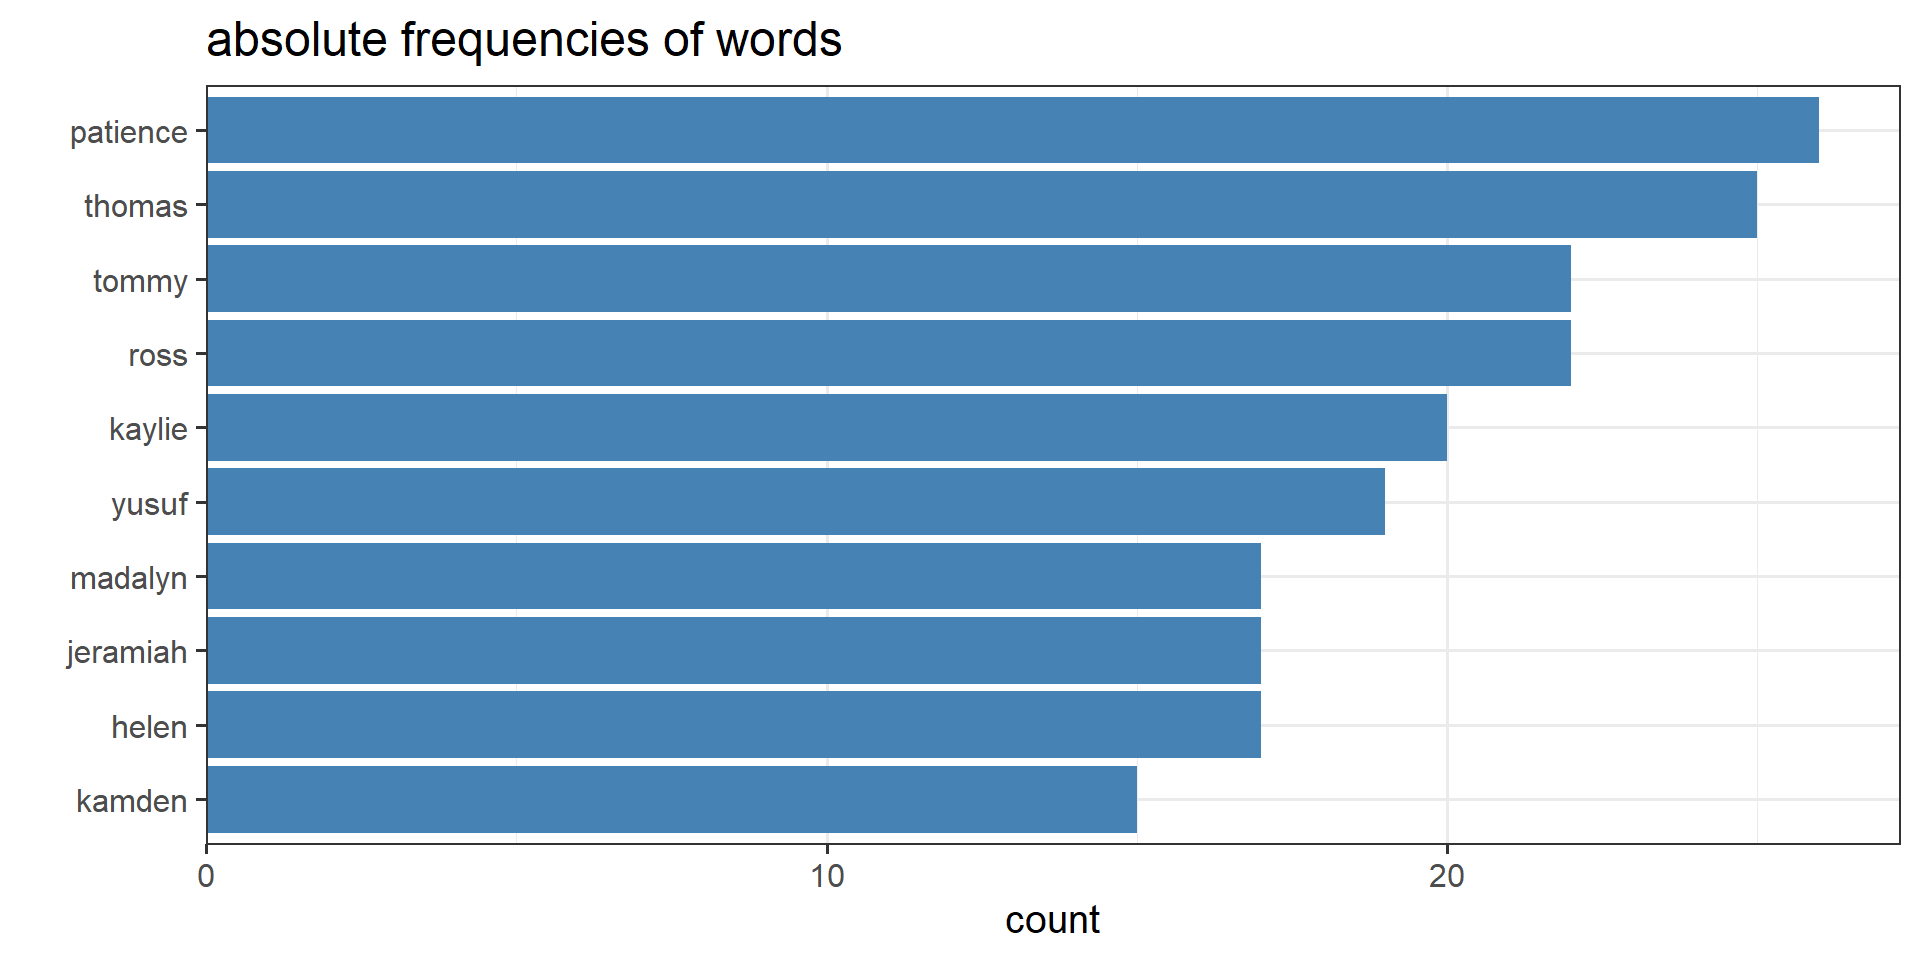 absolute frequencies of words
patience
thomas
tommy
ross
kaylie
yusuf
madalyn
jeramiah
helen
kamden
0 10 20
count